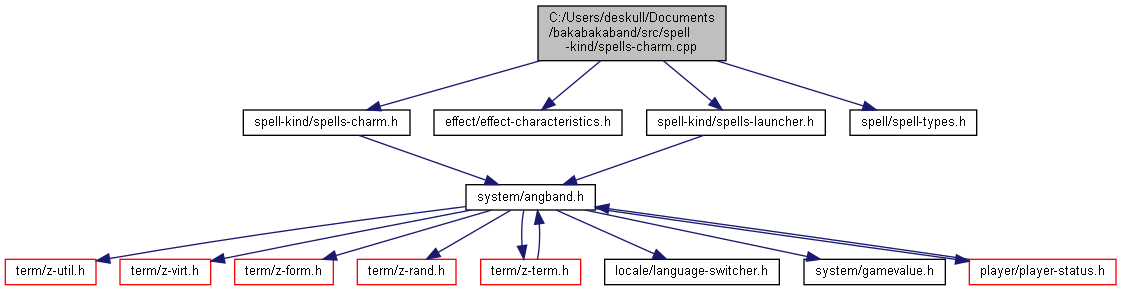 C:/Users/deskull/Documents
/bakabakaband/src/spell
-kind/spells-charm.cpp
spell-kind/spells-charm.h
effect/effect-characteristics.h
spell-kind/spells-launcher.h
spell/spell-types.h
system/angband.h
term/z-util.h
term/z-virt.h
term/z-form.h
term/z-rand.h
term/z-term.h
locale/language-switcher.h
system/gamevalue.h
player/player-status.h